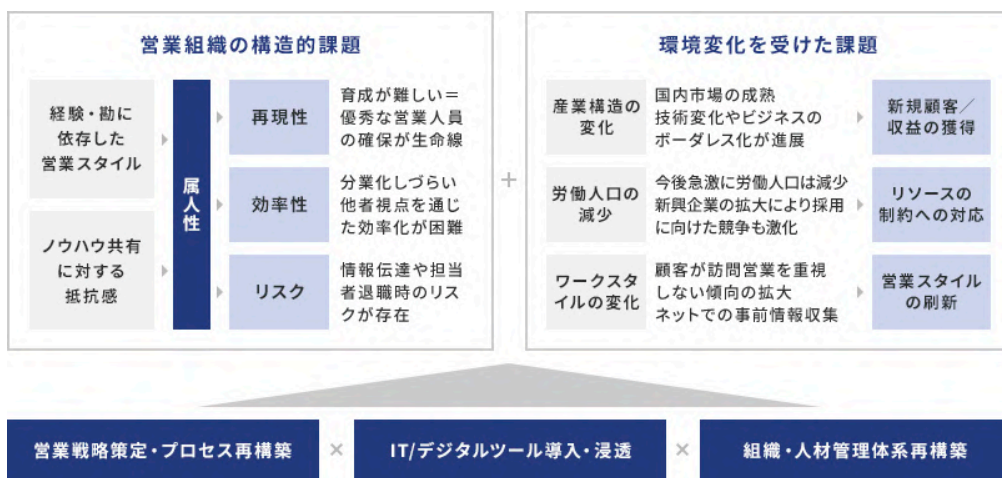 営業組織の構造的課題
経験・勘に
依存した
営業スタイル
ノウハウ共有
に対する
抵抗感
属人性
再現性
育成が難しい＝
優秀な営業人員
の確保が生命線
効率性
分業化しづらい
他者視点を通じ
た効率化が困難
リスク
情報伝達や担当
者退職時のリス
クが存在
+
環境変化を受けた課題
産業構造の
変化
国内市場の成熟
技術変化やビジネスの
ボーダレス化が進展
新規顧客／
収益の獲得
労働人口の
減少
今後急激に労働人口は減少
新興企業の拡大により採用
に向けた競争も激化
リソースの
制約への対応
ワークスタ
イルの変化
顧客が訪問営業を重視
しない傾向の拡大
ネットでの事前情報収集
営業スタイル
の刷新
営業戦略策定・プロセス再構築 × IT/デジタルツール導入・浸透 × 組織・人材管理体系再構築